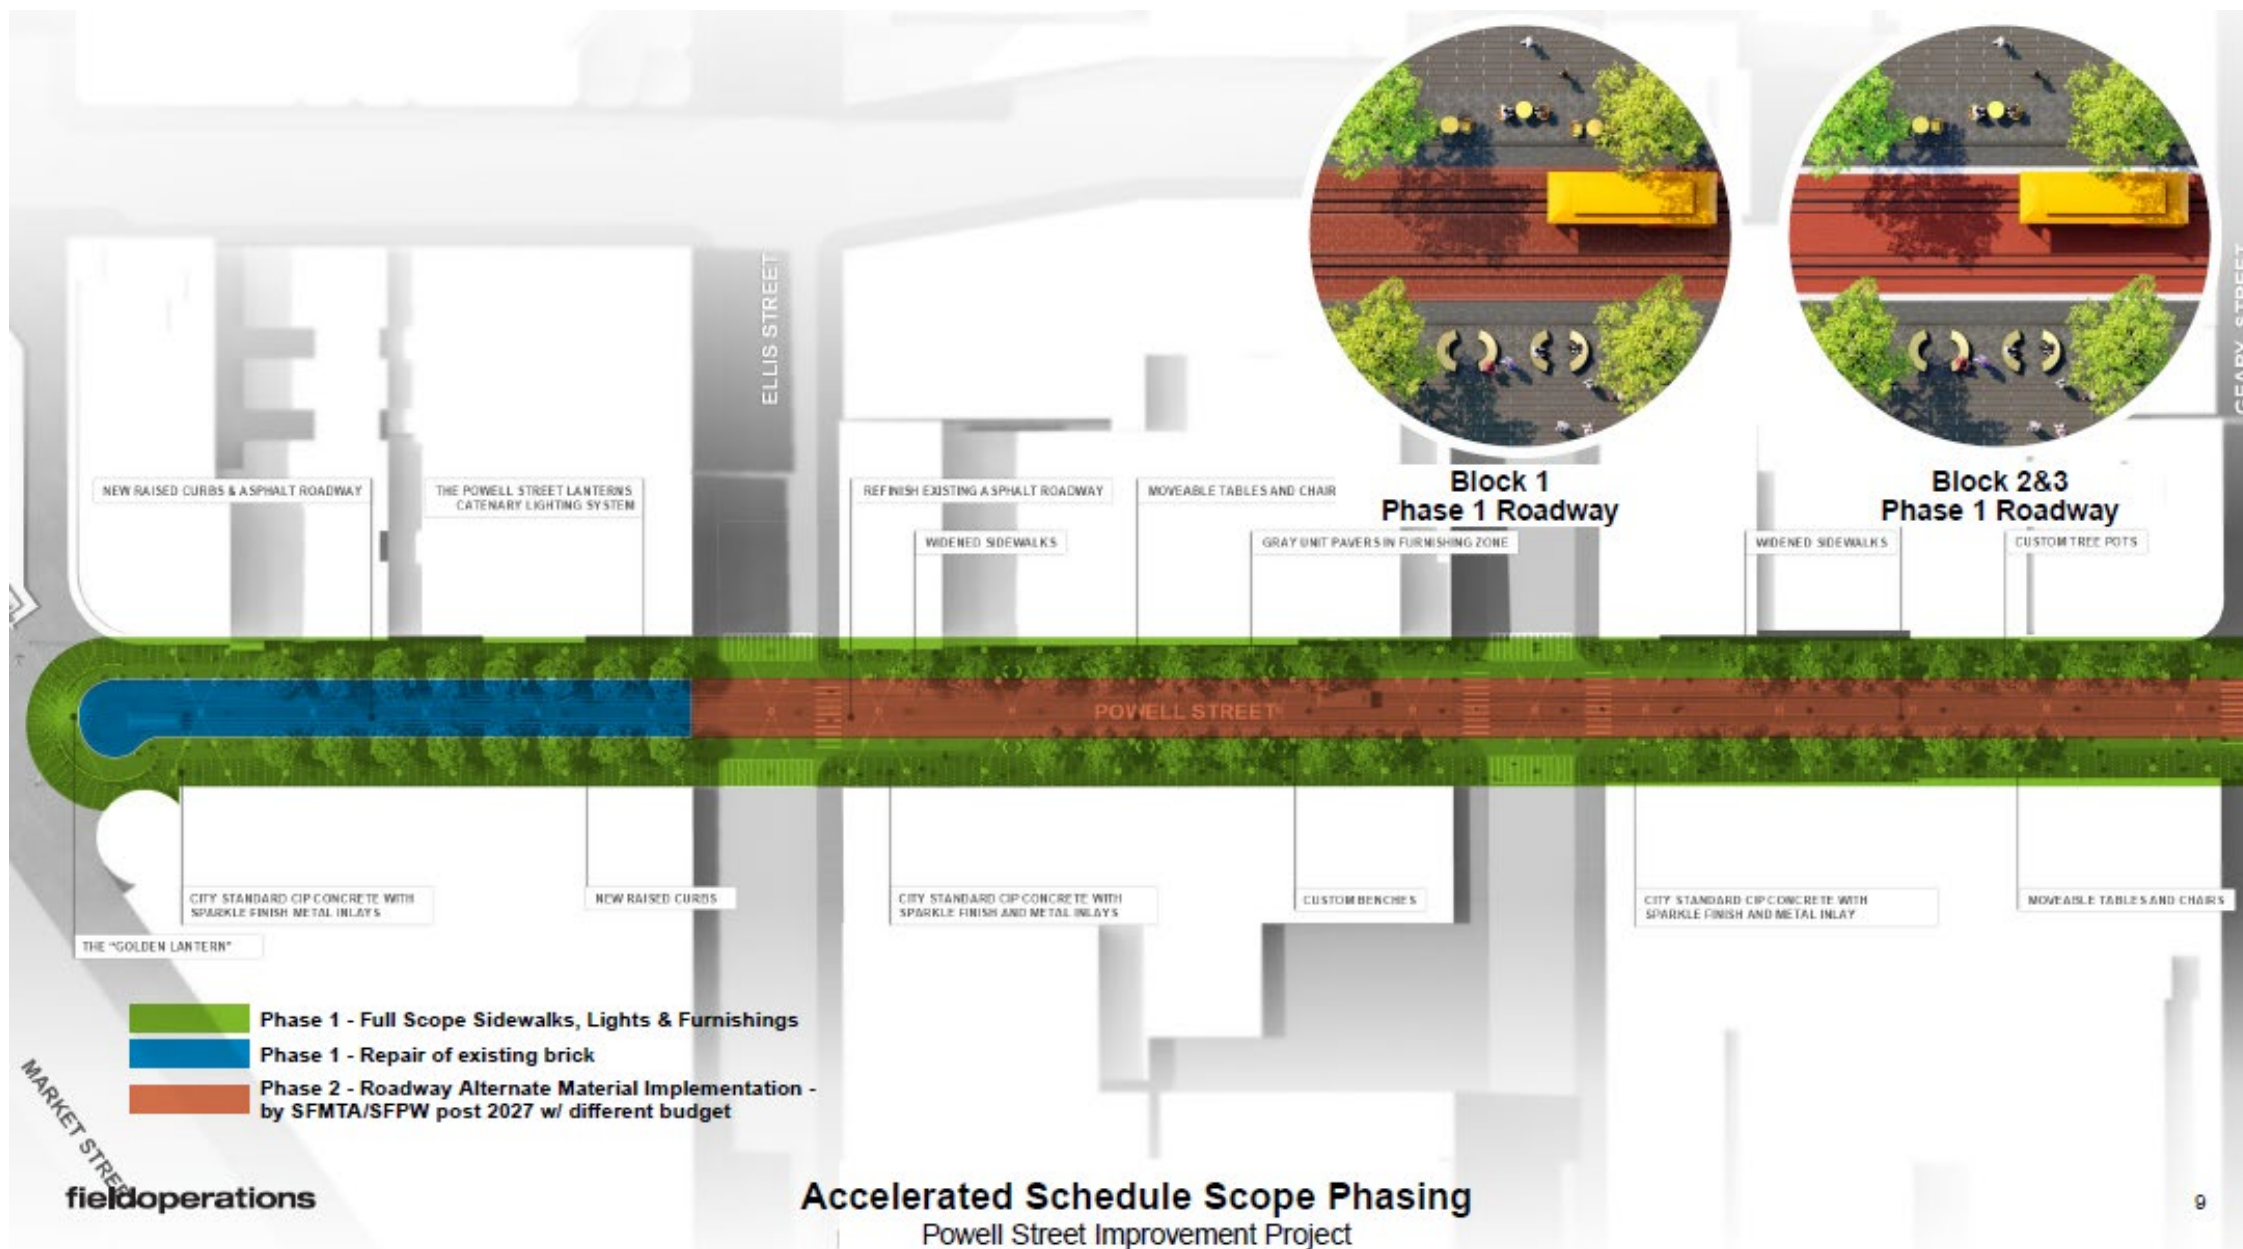 ELLIS STREET
GEARY STREET
Block 1
Phase 1 Roadway
Block 2&3
Phase 1 Roadway
NEW RAISED CURBS & ASPHALT ROADWAY
THE POWELL STREET LANTERNS
CATENARY LIGHTING SYSTEM
REFINISH EXISTING ASPHALT ROADWAY
MOVEABLE TABLES AND CHAIR
WIDENED SIDEWALKS
GRAY UNIT PAVERS IN FURNISHING ZONE
WIDENED SIDEWALKS
CUSTOM TREE POTS
POWELL STREET
CITY STANDARD CIP CONCRETE WITH
SPARKLE FINISH METAL INLAYS
NEW RAISED CURBS
CITY STANDARD CIP CONCRETE WITH
SPARKLE FINISH AND METAL INLAYS
CUSTOM BENCHES
CITY STANDARD CIP CONCRETE WITH
SPARKLE FINISH AND METAL INLAY
MOVEABLE TABLES AND CHAIRS
THE "GOLDEN LANTERN"
Phase 1 - Full Scope Sidewalks, Lights & Furnishings
Phase 1 - Repair of existing brick
Phase 2 - Roadway Alternate Material Implementation -
by SFMTA/SFPW post 2027 w/ different budget
MARKET STREET
fieldoperations
Accelerated Schedule Scope Phasing
Powell Street Improvement Project
9